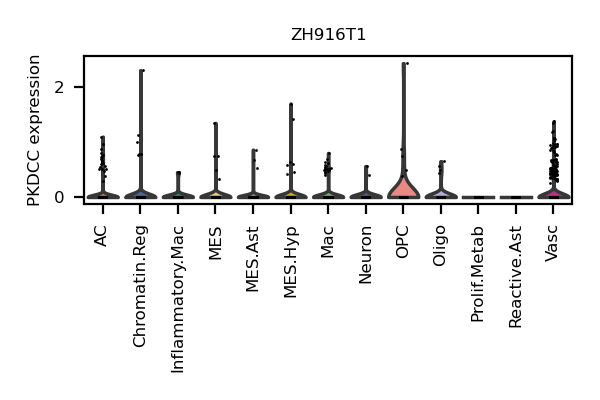 ZH916T1
PKDCC expression
2
0
AC
Chromatin.Reg
Inflammatory.Mac
MES
MES.Ast
MES.Hyp
Mac
Neuron
OPC
Oligo
Prolif.Metab
Reactive.Ast
Vasc